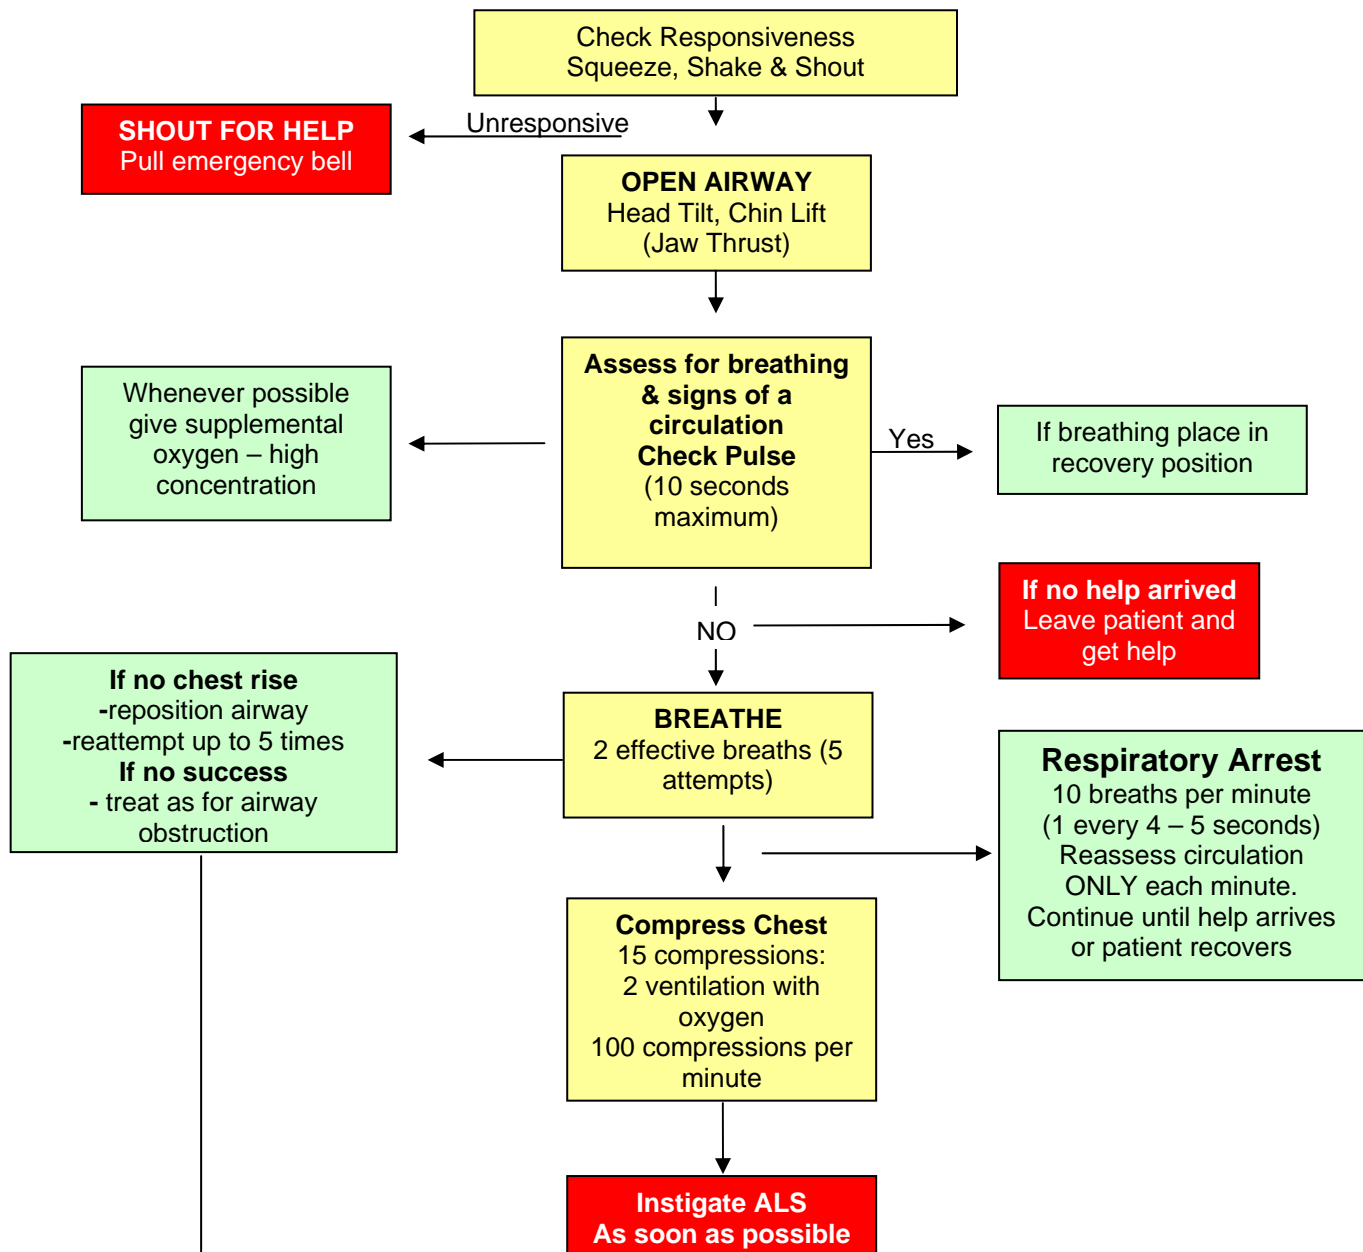 Check Responsiveness
Squeeze, Shake & Shout
Unresponsive
SHOUT FOR HELP
Pull emergency bell
OPEN AIRWAY
Head Tilt, Chin Lift
(Jaw Thrust)
Assess for breathing
& signs of a
circulation
Check Pulse
(10 seconds
maximum)
Whenever possible
give supplemental
oxygen – high
concentration
Yes
If breathing place in
recovery position
NO
If no help arrived
Leave patient and
get help
BREATHE
2 effective breaths (5
attempts)
If no chest rise
-reposition airway
-reattempt up to 5 times
If no success
- treat as for airway
obstruction
Respiratory Arrest
10 breaths per minute
(1 every 4 – 5 seconds)
Reassess circulation
ONLY each minute.
Continue until help arrives
or patient recovers
Compress Chest
15 compressions:
2 ventilation with
oxygen
100 compressions per
minute
Instigate ALS
As soon as possible